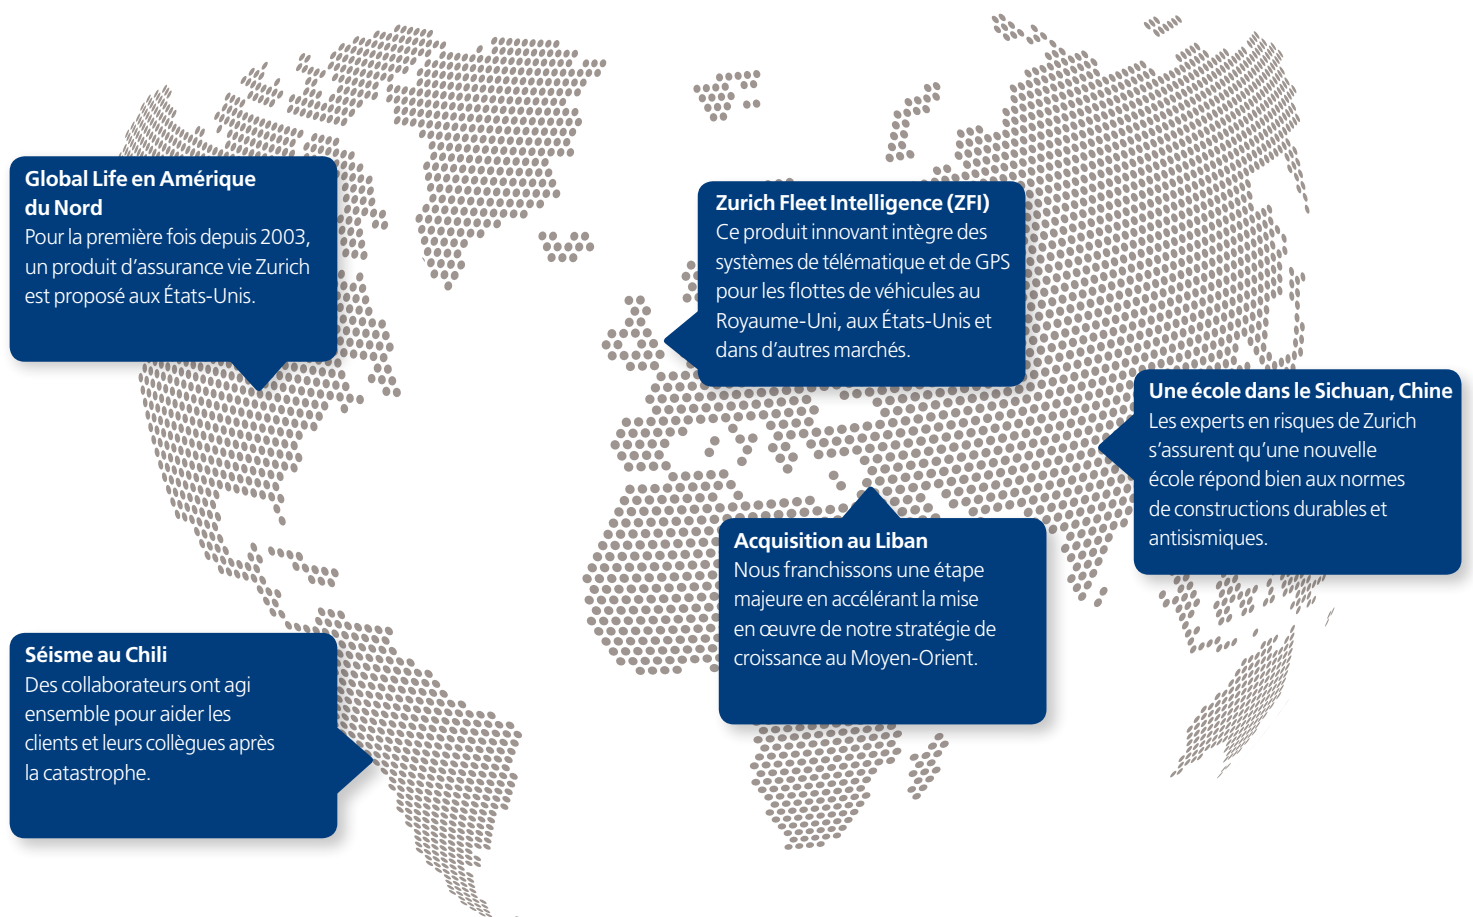 Global Life en Amérique
du Nord
Pour la première fois depuis 2003,
un produit d’assurance vie Zurich
est proposé aux États-Unis.
Zurich Fleet Intelligence (ZFI)
Ce produit innovant intègre des
systèmes de télématique et de GPS
pour les flottes de véhicules au
Royaume-Uni, aux États-Unis et
dans d’autres marchés.
Une école dans le Sichuan, Chine
Les experts en risques de Zurich
s’assurent qu’une nouvelle
école répond bien aux normes
de constructions durables et
antisismiques.
Acquisition au Liban
Nous franchissons une étape
majeure en accélérant la mise
en œuvre de notre stratégie de
croissance au Moyen-Orient.
Séisme au Chili
Des collaborateurs ont agi
ensemble pour aider les
clients et leurs collègues après
la catastrophe.